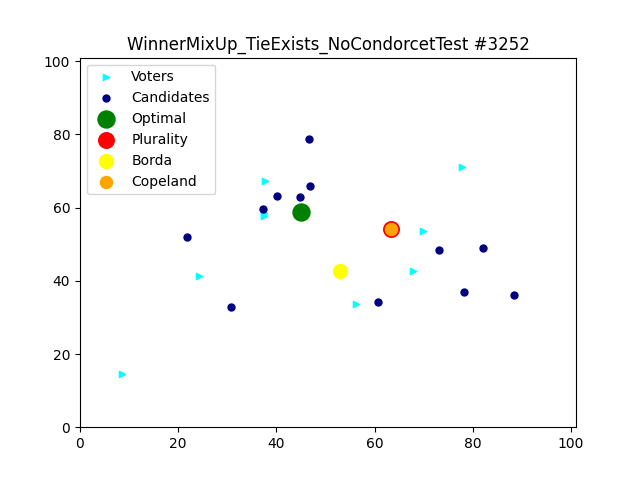 WinnerMixUp_TieExists_NoCondorcetTest #3252
100
80
60
40
20
0
Voters
Candidates
Optimal
Plurality
Borda
Copeland
0 20 40 60 80 100